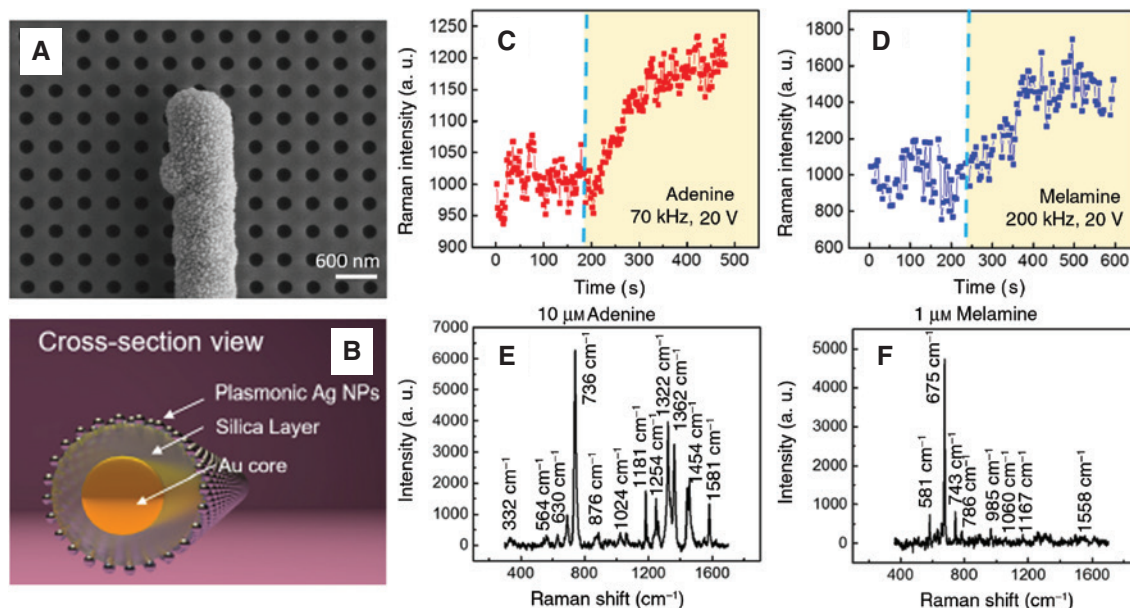 A
600 nm
B
Cross-section view
Plasmonic Ag NPs
Silica Layer
Au core
C
Raman intensity (a. u.)
1250
1200
1150
1100
1050
1000
950
900
0 100 200 300 400 500
Time (s)
Adenine
70 kHz, 20 V
D
Raman intensity (a. u.)
1800
1600
1400
1200
1000
800
600
0 100 200 300 400 500 600
Time (s)
Melamine
200 kHz, 20 V
10 μM Adenine
E
Intensity (a. u.)
7000
6000
5000
4000
3000
2000
1000
0
332 cm⁻¹
564 cm⁻¹
630 cm⁻¹
736 cm⁻¹
876 cm⁻¹
1024 cm⁻¹
1181 cm⁻¹
1254 cm⁻¹
1322 cm⁻¹
1362 cm⁻¹
1454 cm⁻¹
1581 cm⁻¹
400 800 1200 1600
Raman shift (cm⁻¹)
1 μM Melamine
F
Intensity (a. u.)
5000
4000
3000
2000
1000
0
581 cm⁻¹
675 cm⁻¹
743 cm⁻¹
786 cm⁻¹
985 cm⁻¹
1060 cm⁻¹
1167 cm⁻¹
1558 cm⁻¹
400 800 1200 1600
Raman shift (cm⁻¹)